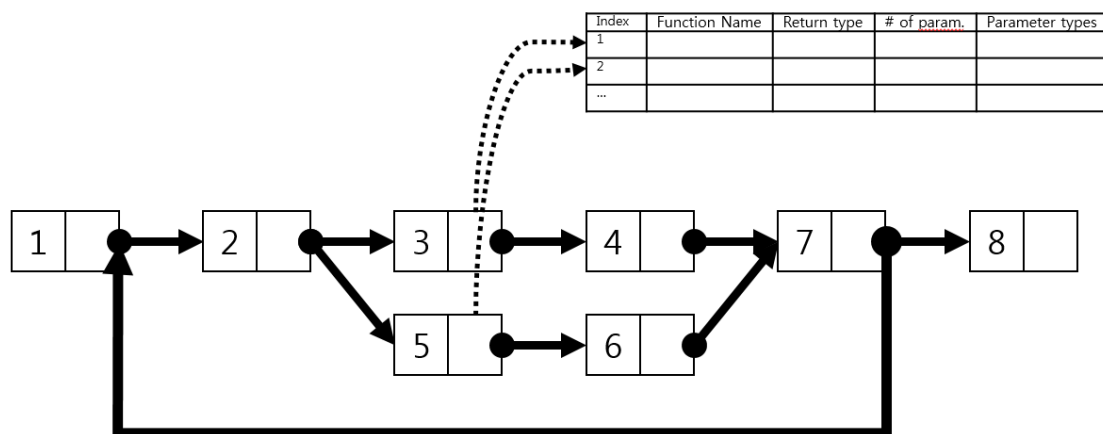 Index Function Name Return type # of param. Parameter types
1
2
...
1 2 3 4 7 8
5 6